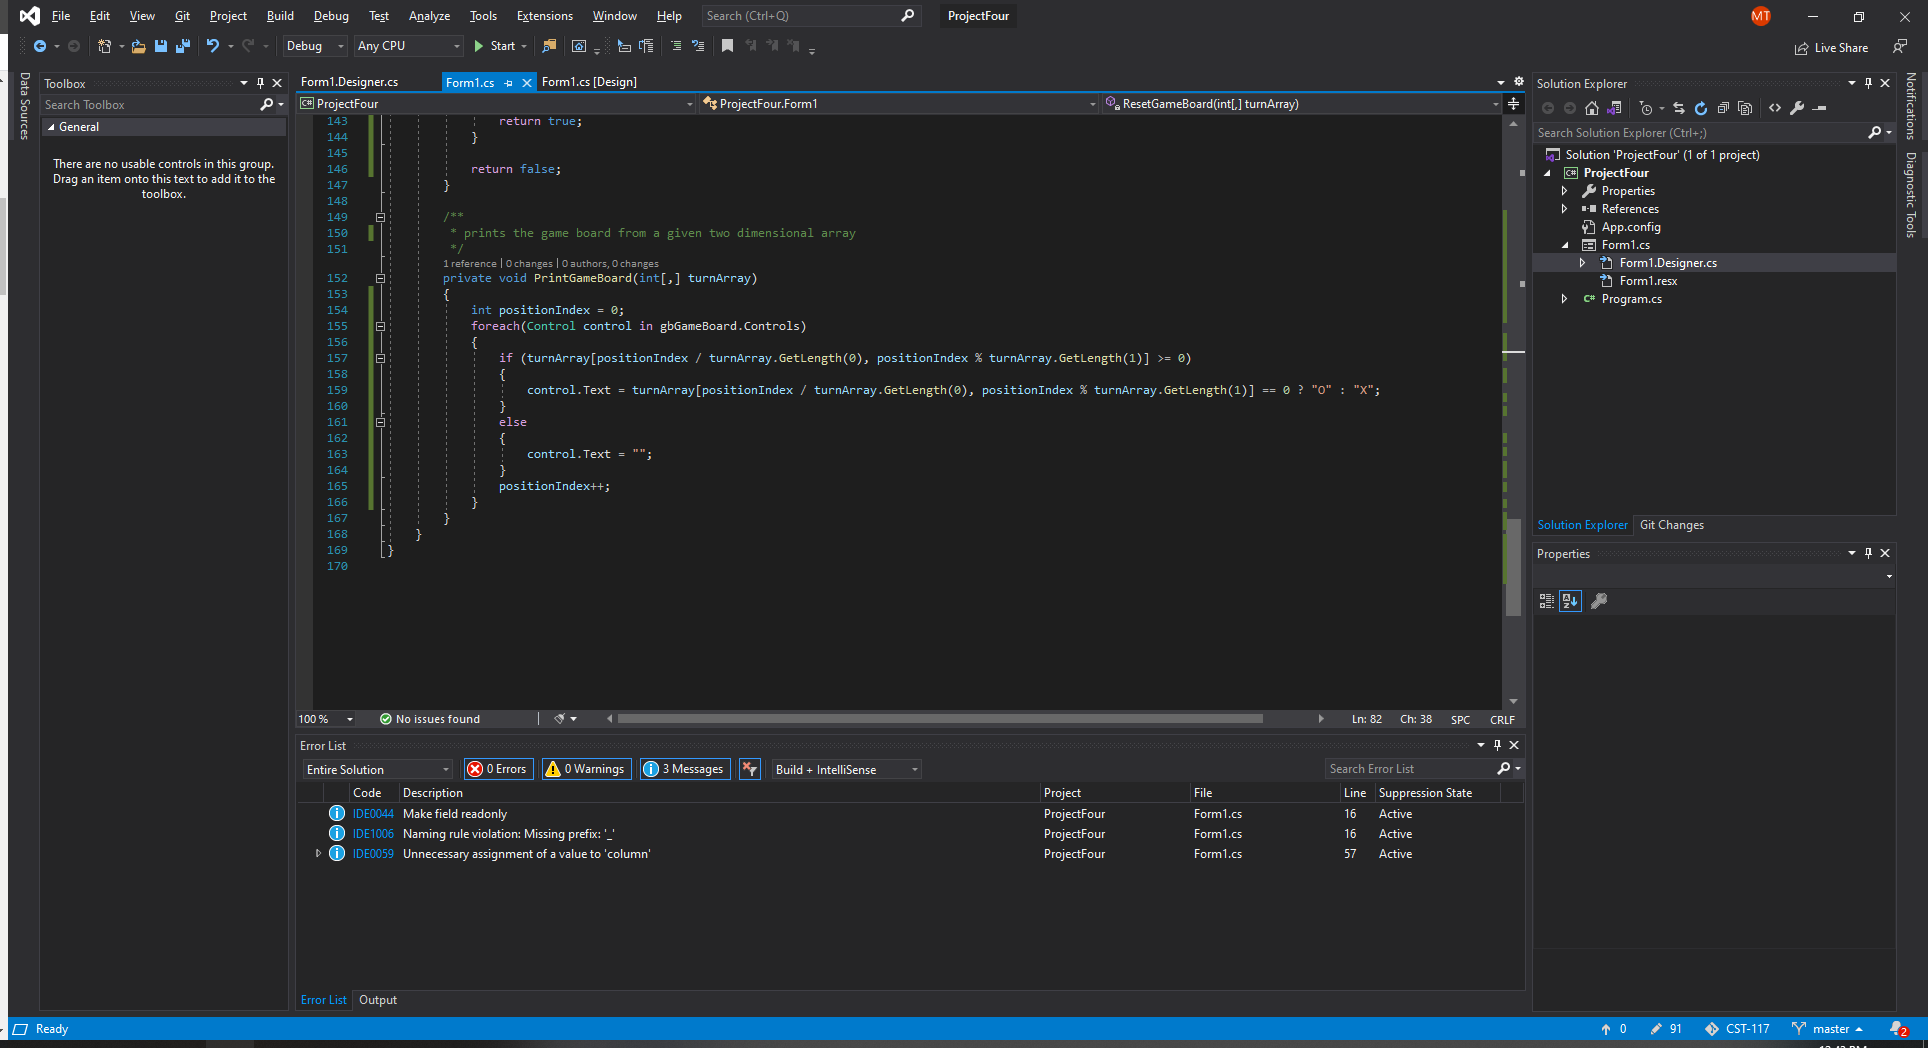 File Edit View Git Project Build Debug Test Analyze Tools Extensions Window Help Search (Ctrl+Q) ProjectFour MT
Debug Any CPU Start Live Share
Data Sources
Toolbox
Search Toolbox
General
There are no usable controls in this group.
Drag an item onto this text to add it to the
toolbox.
Form1.Designer.cs Form1.cs Form1.cs [Design]
C# ProjectFour ProjectFour.Form1 ResetGameBoard(int[,] turnArray)
143 return true;
144 }
145
146 return false;
147 }
148
149 /**
150 * prints the game board from a given two dimensional array
151 */
1 reference | 0 changes | 0 authors, 0 changes
152 private void PrintGameBoard(int[,] turnArray)
153 {
154 int positionIndex = 0;
155 foreach(Control control in gbGameBoard.Controls)
156 {
157 if (turnArray[positionIndex / turnArray.GetLength(0), positionIndex % turnArray.GetLength(1)] >= 0)
158 {
159 control.Text = turnArray[positionIndex / turnArray.GetLength(0), positionIndex % turnArray.GetLength(1)] == 0 ? "O" : "X";
160 }
161 else
162 {
163 control.Text = "";
164 }
165 positionIndex++;
166 }
167 }
168 }
169 }
170
100 % No issues found Ln: 82 Ch: 38 SPC CRLF
Error List
Entire Solution 0 Errors 0 Warnings 3 Messages Build + IntelliSense Search Error List
Code Description Project File Line Suppression State
IDE0044 Make field readonly ProjectFour Form1.cs 16 Active
IDE1006 Naming rule violation: Missing prefix: '_' ProjectFour Form1.cs 16 Active
IDE0059 Unnecessary assignment of a value to 'column' ProjectFour Form1.cs 57 Active
Error List Output
Solution Explorer
Search Solution Explorer (Ctrl+;)
Solution 'ProjectFour' (1 of 1 project)
C# ProjectFour
Properties
References
App.config
Form1.cs
Form1.Designer.cs
Form1.resx
C# Program.cs
Solution Explorer Git Changes
Properties
Notifications
Diagnostic Tools
Ready 0 91 CST-117 master 2